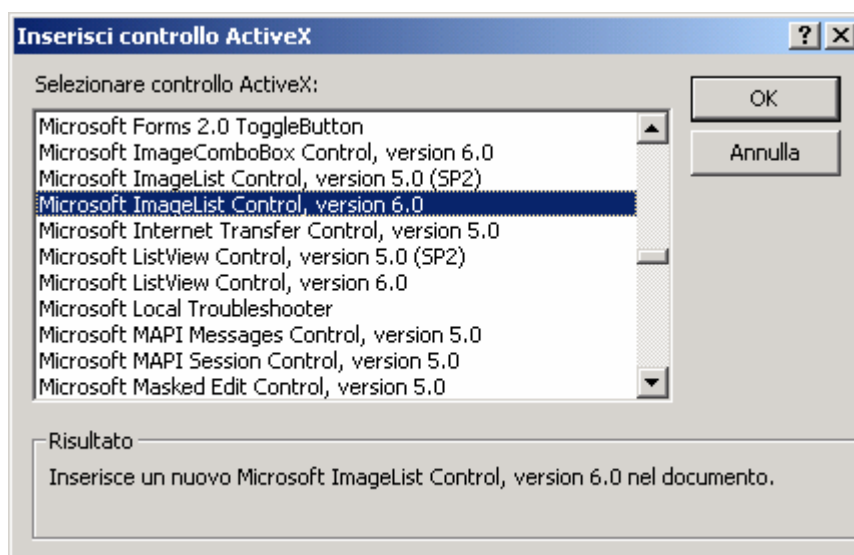 Inserisci controllo ActiveX
Selezionare controllo ActiveX:
OK
Annulla
Microsoft Forms 2.0 ToggleButton
Microsoft ImageComboBox Control, version 6.0
Microsoft ImageList Control, version 5.0 (SP2)
Microsoft ImageList Control, version 6.0
Microsoft Internet Transfer Control, version 5.0
Microsoft ListView Control, version 5.0 (SP2)
Microsoft ListView Control, version 6.0
Microsoft Local Troubleshooter
Microsoft MAPI Messages Control, version 5.0
Microsoft MAPI Session Control, version 5.0
Microsoft Masked Edit Control, version 5.0
Risultato
Inserisce un nuovo Microsoft ImageList Control, version 6.0 nel documento.